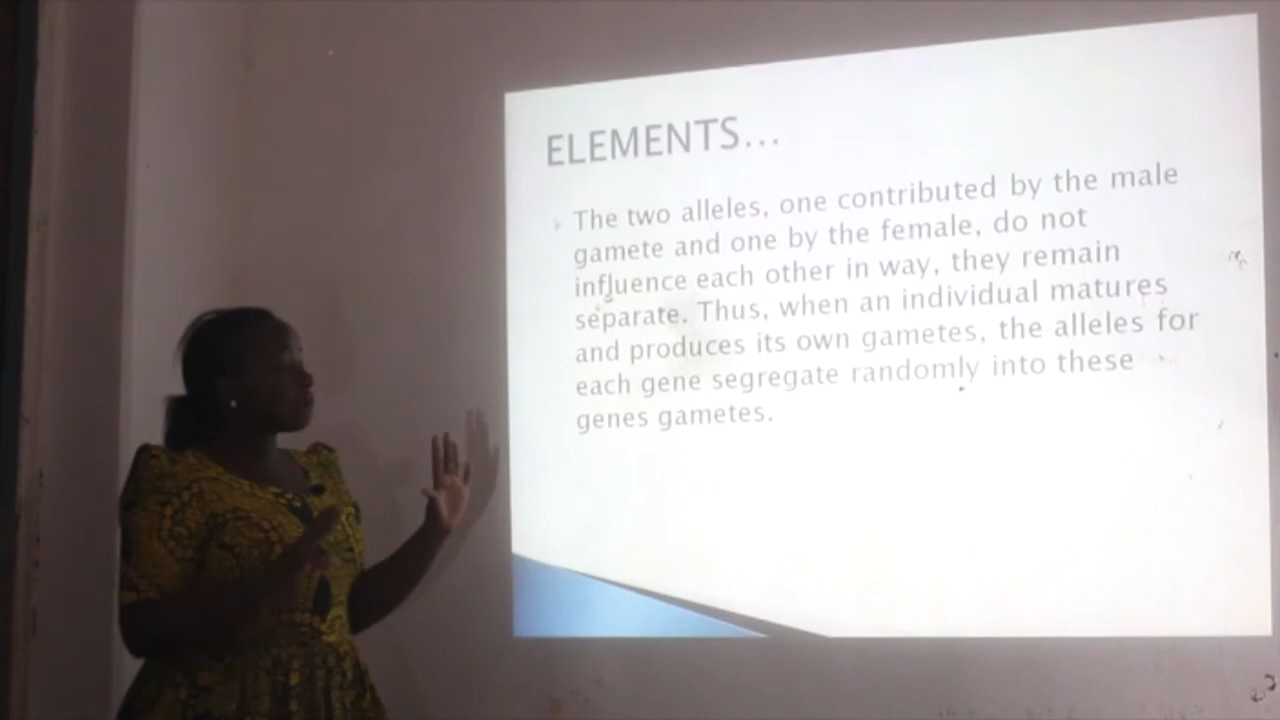 ELEMENTS...
The two alleles, one contributed by the male
gamete and one by the female, do not
influence each other in way, they remain
separate. Thus, when an individual matures
and produces its own gametes, the alleles for
each gene segregate randomly into these
genes gametes.